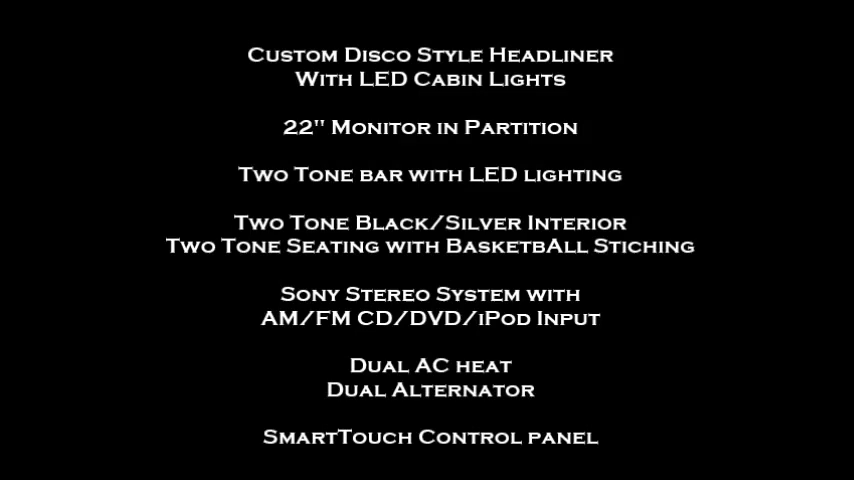 Custom Disco Style Headliner
With LED Cabin Lights
22" Monitor in Partition
Two Tone bar with LED lighting
Two Tone Black/Silver Interior
Two Tone Seating with BasketbAll Stiching
Sony Stereo System with
AM/FM CD/DVD/iPod Input
Dual AC heat
Dual Alternator
SmartTouch Control panel